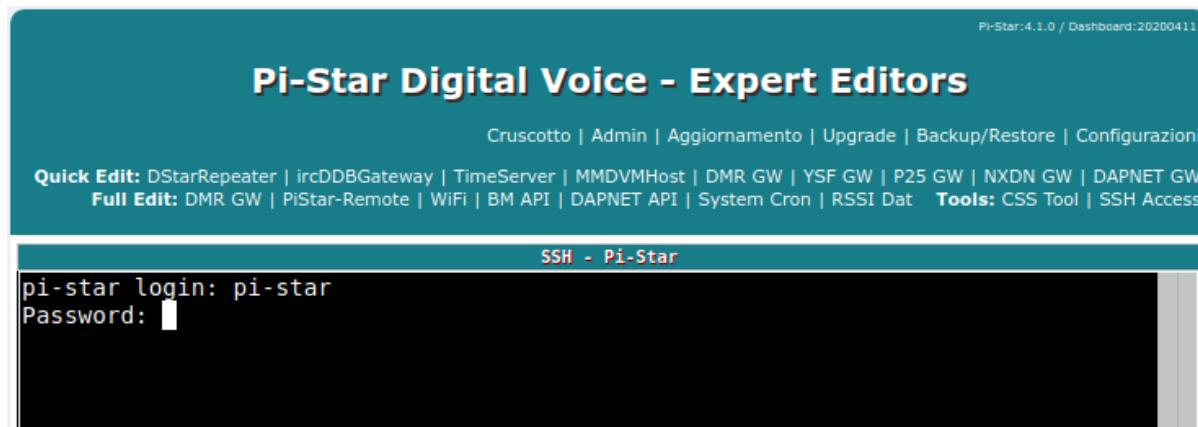 Pi-Star:4.1.0 / Dashboard:20200411
Pi-Star Digital Voice - Expert Editors
Cruscotto | Admin | Aggiornamento | Upgrade | Backup/Restore | Configurazioni
Quick Edit: DStarRepeater | ircDDBGateway | TimeServer | MMDVMHost | DMR GW | YSF GW | P25 GW | NXDN GW | DAPNET GW
Full Edit: DMR GW | PiStar-Remote | WiFi | BM API | DAPNET API | System Cron | RSSI Dat Tools: CSS Tool | SSH Access
SSH - Pi-Star
pi-star login: pi-star
Password: